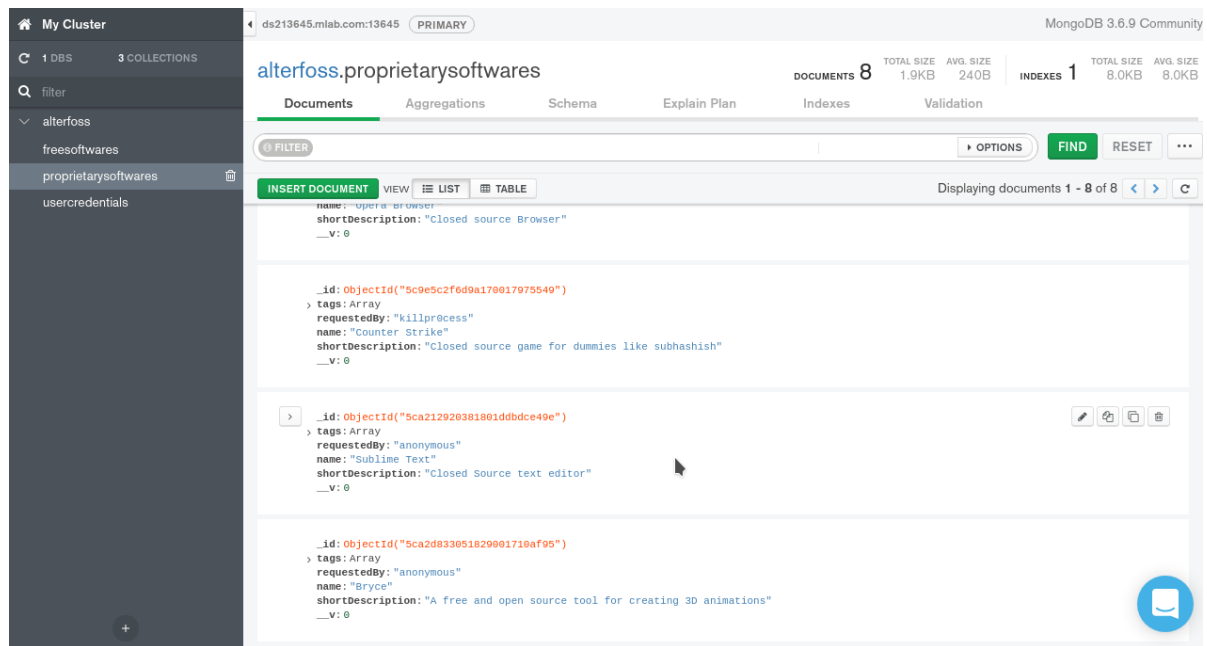 My Cluster
ds213645.mlab.com:13645 PRIMARY MongoDB 3.6.9 Community
1 DBS 3 COLLECTIONS
filter
alterfoss
freesoftwares
proprietarysoftwares
usercredentials
alterfoss.proprietarysoftwares
DOCUMENTS 8 TOTAL SIZE 1.9KB AVG. SIZE 240B INDEXES 1 TOTAL SIZE 8.0KB AVG. SIZE 8.0KB
Documents Aggregations Schema Explain Plan Indexes Validation
FILTER OPTIONS FIND RESET ...
INSERT DOCUMENT VIEW LIST TABLE Displaying documents 1 - 8 of 8
name: "Opera Browser"
shortDescription: "Closed source Browser"
__v: 0
_id: ObjectId("5c9e5c2f6d9a170017975549")
tags: Array
requestedBy: "killpr0cess"
name: "Counter Strike"
shortDescription: "Closed source game for dummies like subhashish"
__v: 0
_id: ObjectId("5ca212920381801ddbdce49e")
tags: Array
requestedBy: "anonymous"
name: "Sublime Text"
shortDescription: "Closed Source text editor"
__v: 0
_id: ObjectId("5ca2d833051829001710af95")
tags: Array
requestedBy: "anonymous"
name: "Bryce"
shortDescription: "A free and open source tool for creating 3D animations"
__v: 0